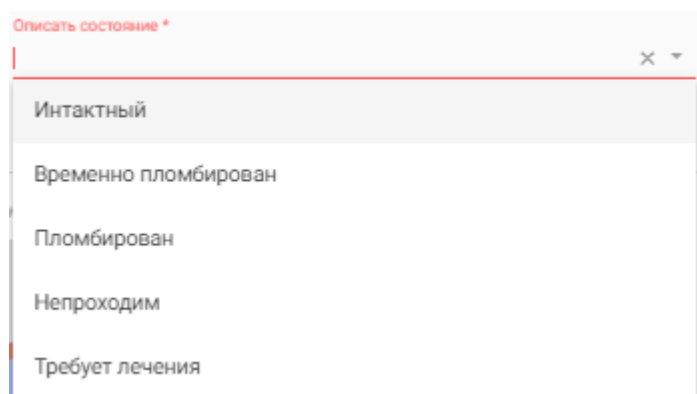 Описать состояние *
Интактный
Временно пломбирован
Пломбирован
Непроходим
Требует лечения